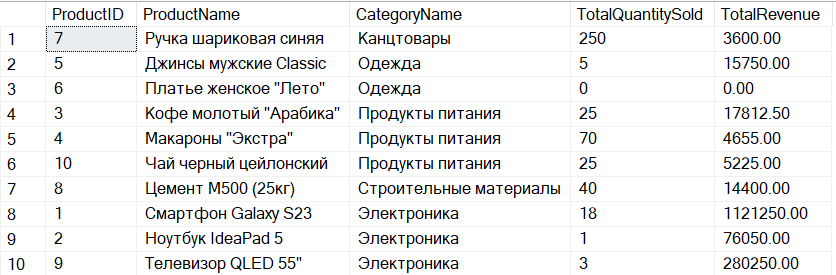 ProductID ProductName CategoryName TotalQuantitySold TotalRevenue
1 7 Ручка шариковая синяя Канцтовары 250 3600.00
2 5 Джинсы мужские Classic Одежда 5 15750.00
3 6 Платье женское "Лето" Одежда 0 0.00
4 3 Кофе молотый "Арабика" Продукты питания 25 17812.50
5 4 Макароны "Экстра" Продукты питания 70 4655.00
6 10 Чай черный цейлонский Продукты питания 25 5225.00
7 8 Цемент М500 (25кг) Строительные материалы 40 14400.00
8 1 Смартфон Galaxy S23 Электроника 18 1121250.00
9 2 Ноутбук IdeaPad 5 Электроника 1 76050.00
10 9 Телевизор QLED 55" Электроника 3 280250.00